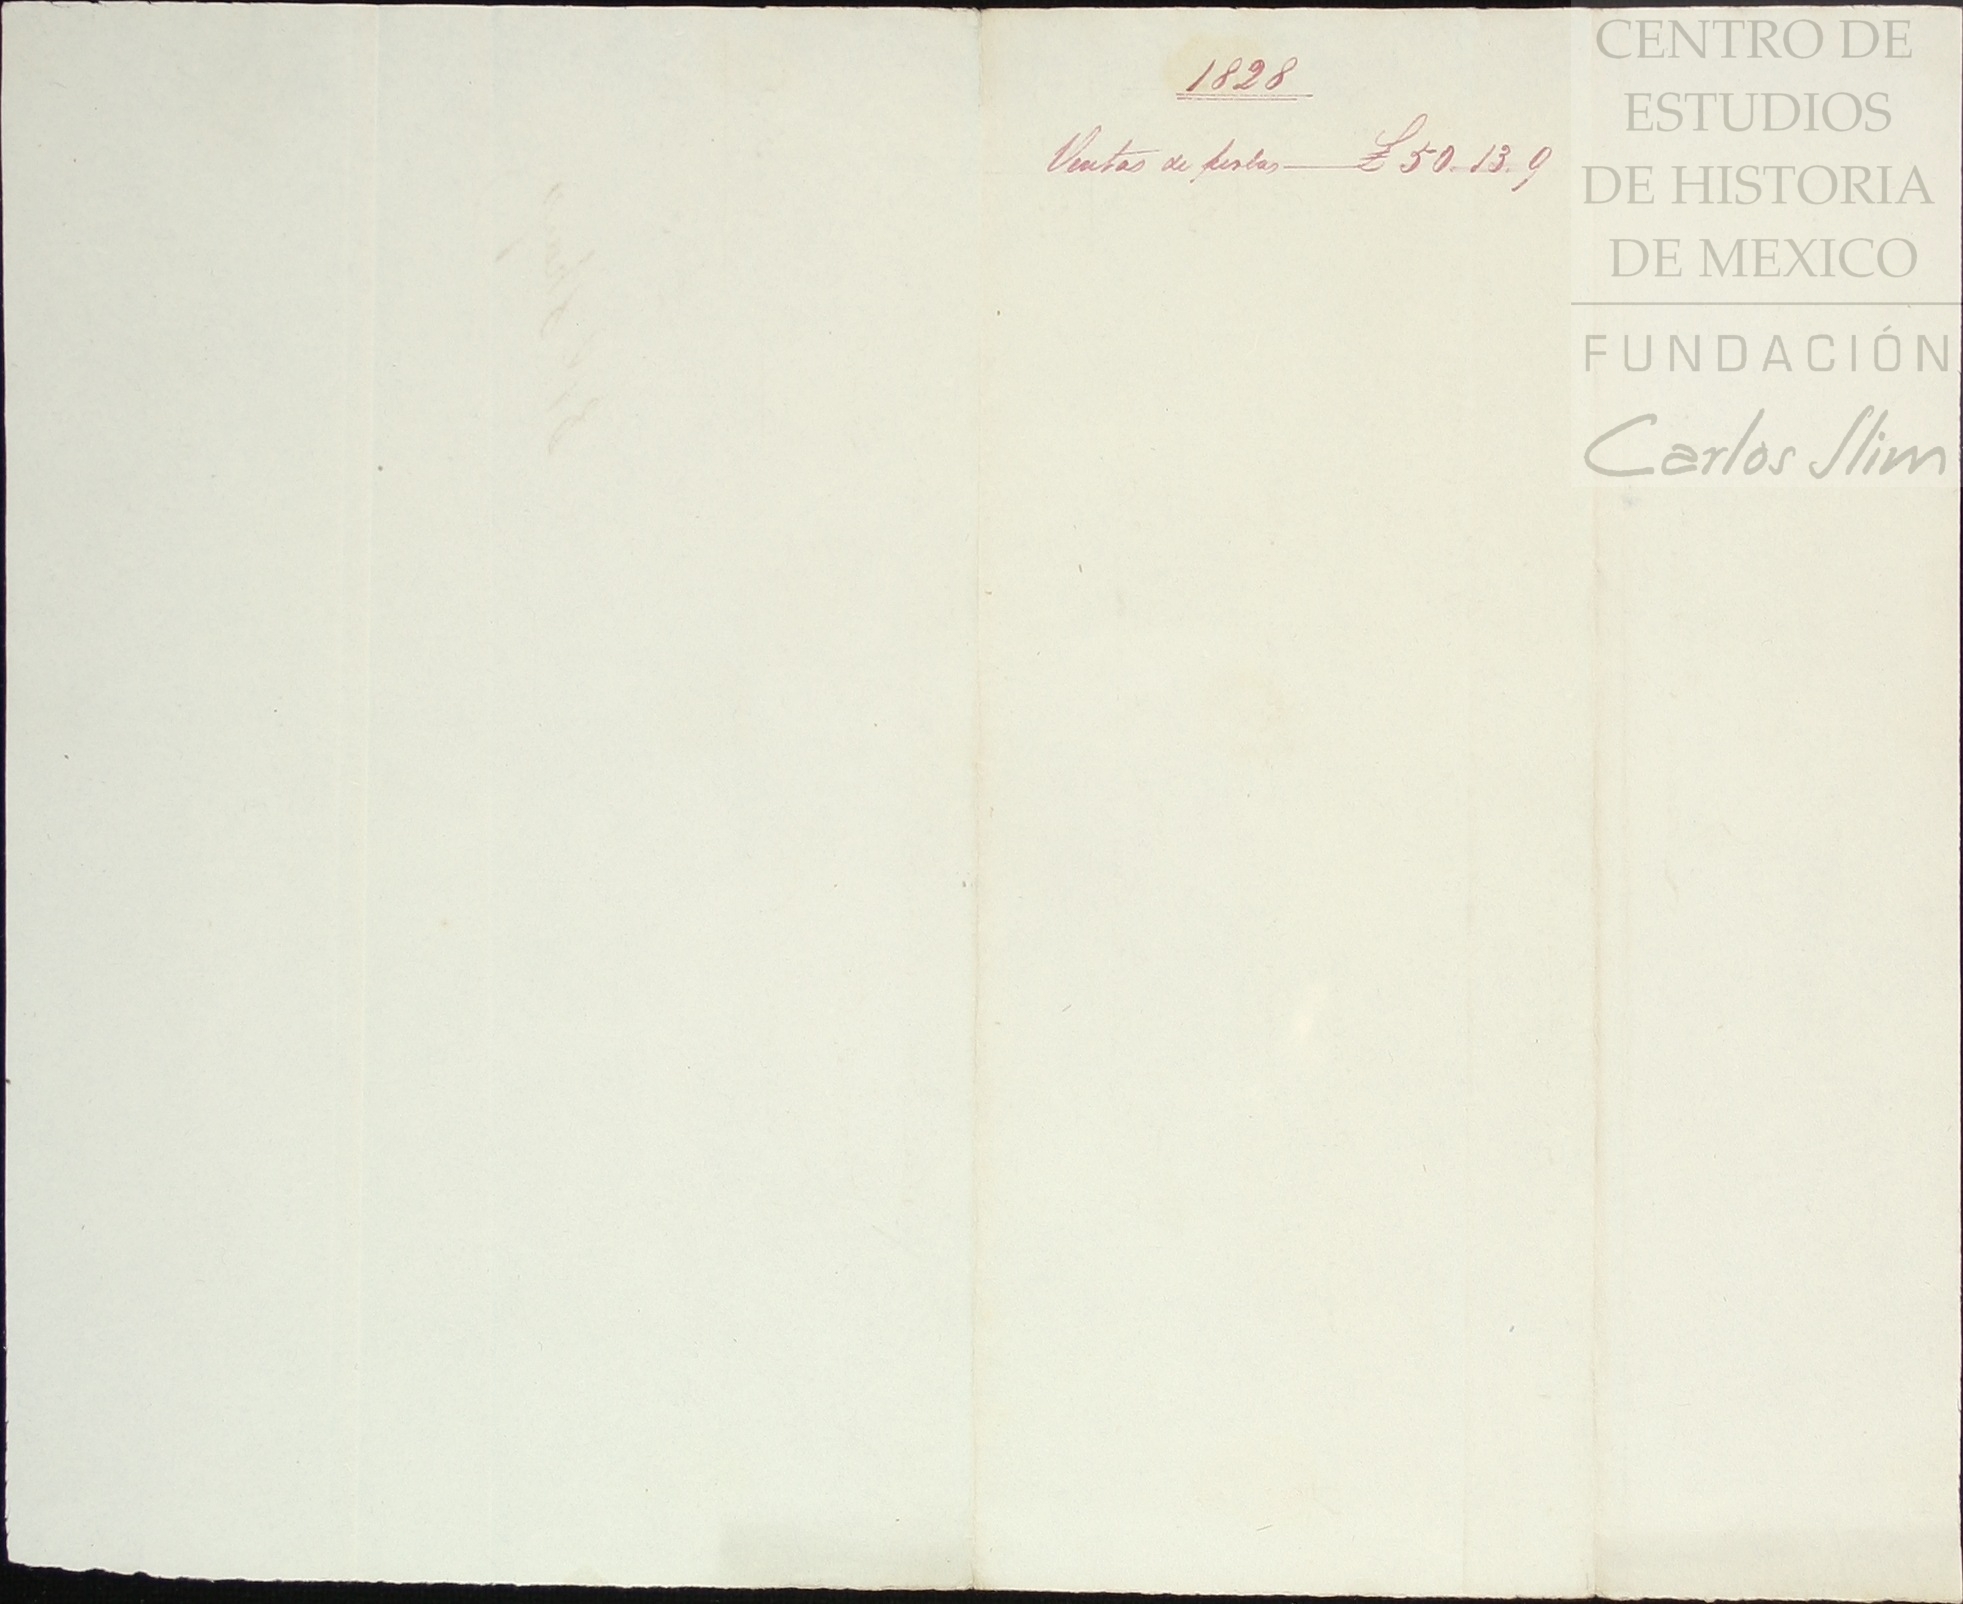 1828
Ventas de perlas — £ 50. 13. 9
CENTRO DE
ESTUDIOS
DE HISTORIA
DE MEXICO
FUNDACIÓN
Carlos Slim